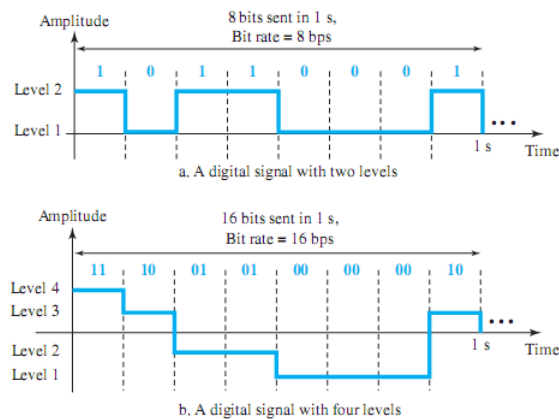 8 bits sent in 1 s,
Amplitude
Bit rate = 8 bps
1 0 1 1 0 0 0 1
Level 2
Level 1
...
1 s
Time
a. A digital signal with two levels
Amplitude
16 bits sent in 1 s,
Bit rate = 16 bps
11 10 01 01 00 00 00 10
Level 4
Level 3
...
1 s
Level 2
Time
Level 1
b. A digital signal with four levels